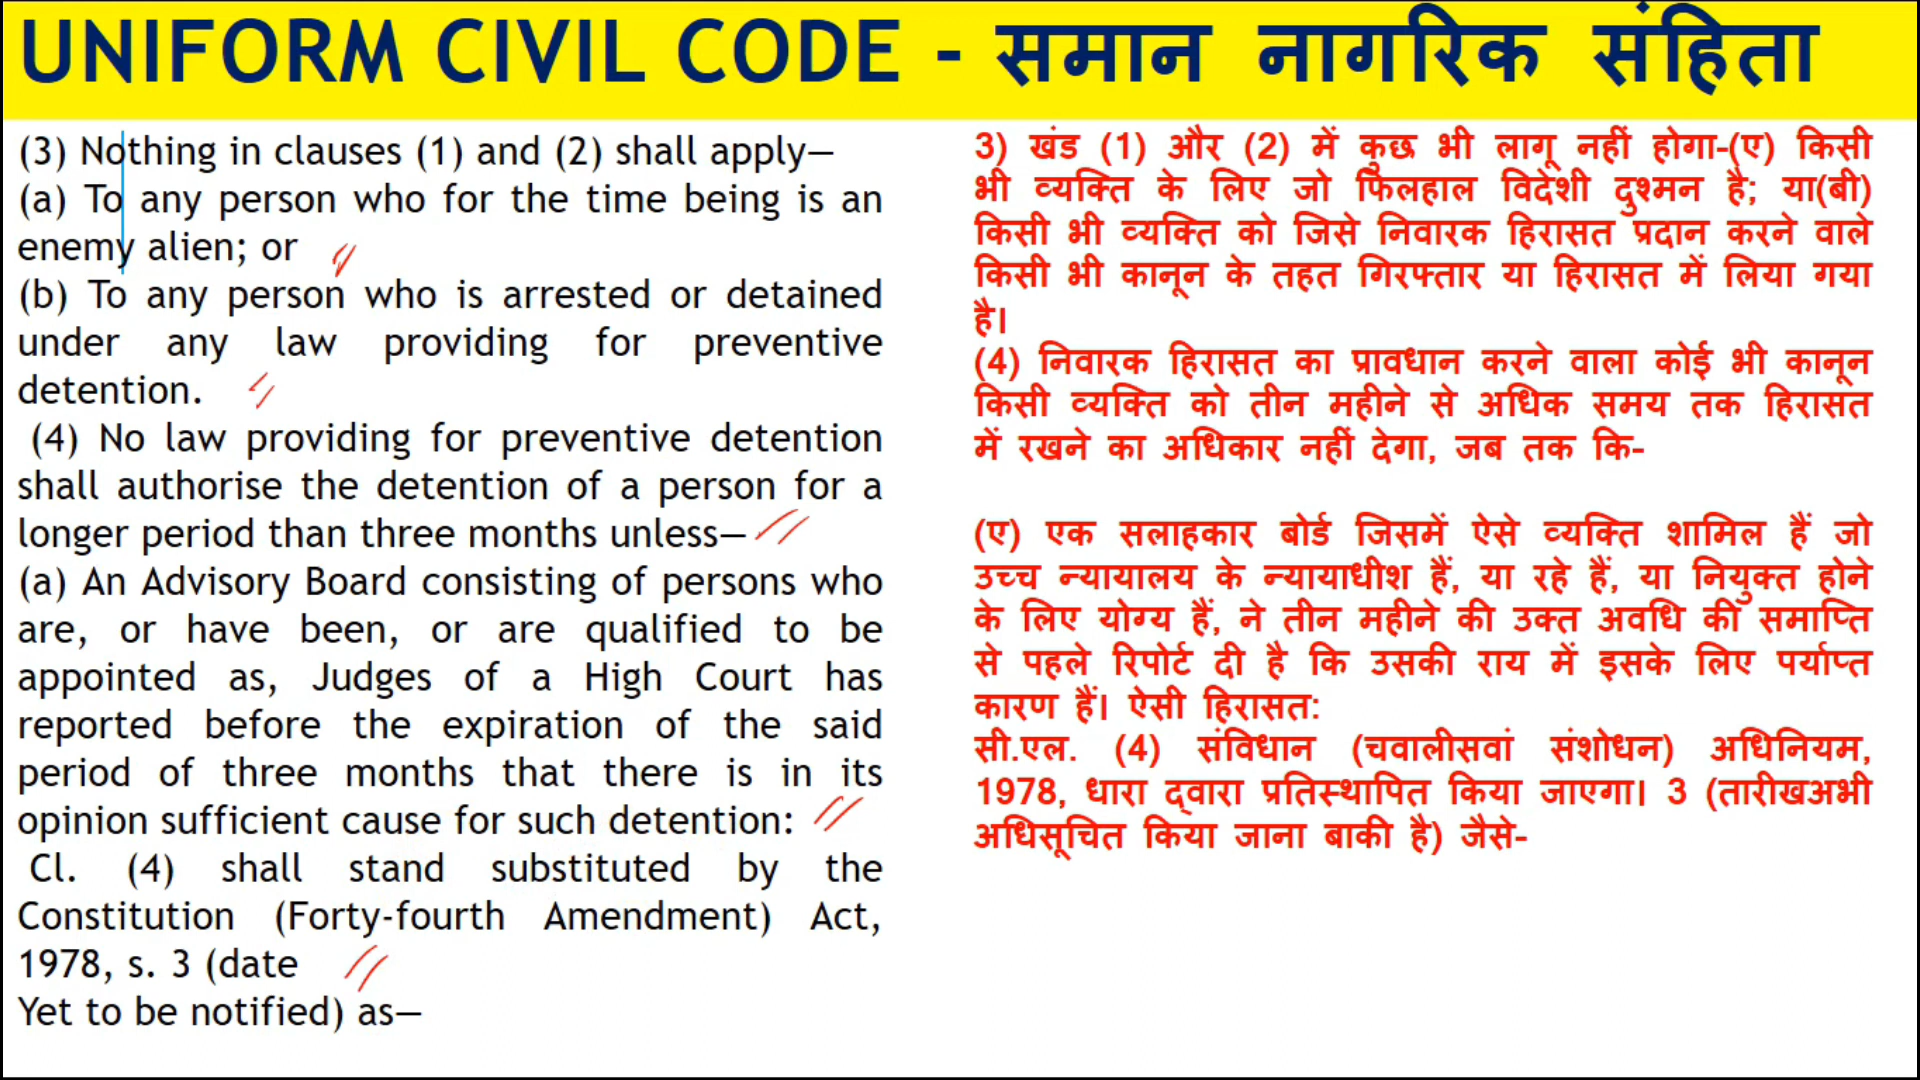 UNIFORM CIVIL CODE - समान नागरिक संहिता
(3) Nothing in clauses (1) and (2) shall apply—
(a) To any person who for the time being is an
enemy alien; or
(b) To any person who is arrested or detained
under any law providing for preventive
detention.
(4) No law providing for preventive detention
shall authorise the detention of a person for a
longer period than three months unless—
(a) An Advisory Board consisting of persons who
are, or have been, or are qualified to be
appointed as, Judges of a High Court has
reported before the expiration of the said
period of three months that there is in its
opinion sufficient cause for such detention:
Cl. (4) shall stand substituted by the
Constitution (Forty-fourth Amendment) Act,
1978, s. 3 (date
Yet to be notified) as—
3) खंड (1) और (2) में कुछ भी लागू नहीं होगा-(ए) किसी
भी व्यक्ति के लिए जो फिलहाल विदेशी दुश्मन है; या(बी)
किसी भी व्यक्ति को जिसे निवारक हिरासत प्रदान करने वाले
किसी भी कानून के तहत गिरफ्तार या हिरासत में लिया गया
है।
(4) निवारक हिरासत का प्रावधान करने वाला कोई भी कानून
किसी व्यक्ति को तीन महीने से अधिक समय तक हिरासत
में रखने का अधिकार नहीं देगा, जब तक कि-
(ए) एक सलाहकार बोर्ड जिसमें ऐसे व्यक्ति शामिल हैं जो
उच्च न्यायालय के न्यायाधीश हैं, या रहे हैं, या नियुक्त होने
के लिए योग्य हैं, ने तीन महीने की उक्त अवधि की समाप्ति
से पहले रिपोर्ट दी है कि उसकी राय में इसके लिए पर्याप्त
कारण हैं। ऐसी हिरासत:
सी.एल. (4) संविधान (चवालीसवां संशोधन) अधिनियम,
1978, धारा द्वारा प्रतिस्थापित किया जाएगा। 3 (तारीखअभी
अधिसूचित किया जाना बाकी है) जैसे-